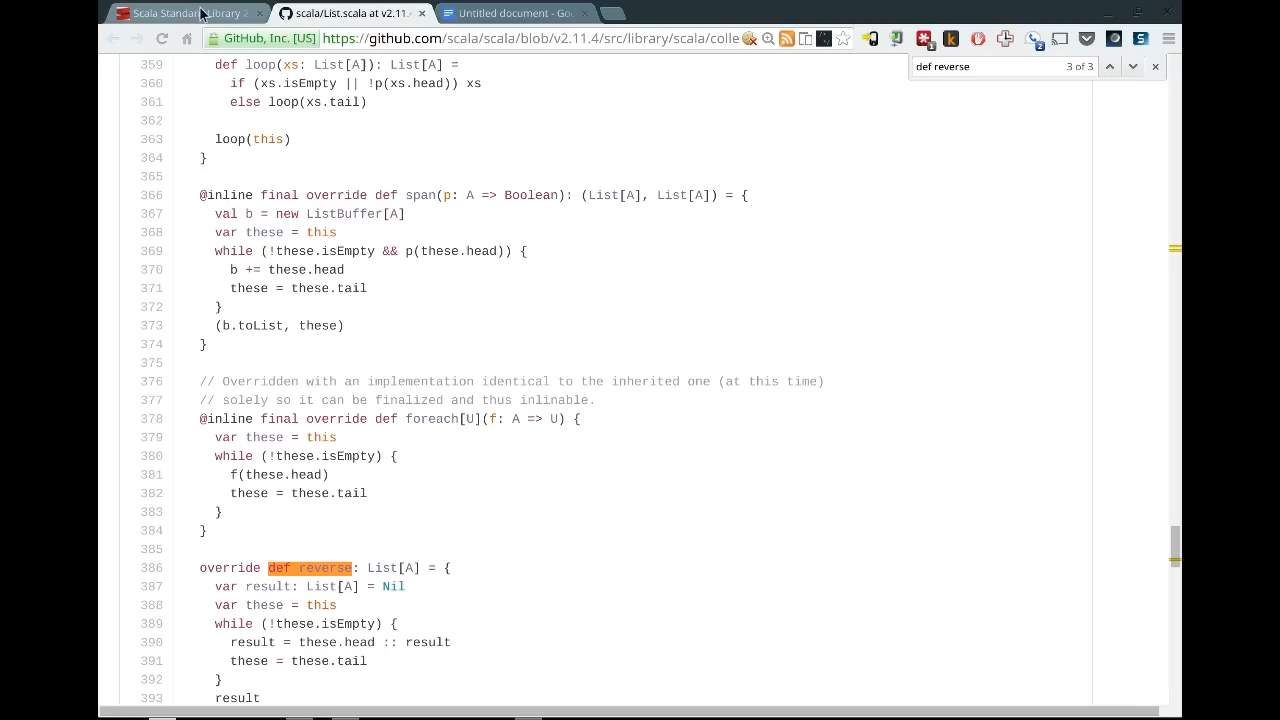 Scala Standard Library 2
scala/List.scala at v2.11.
Untitled document - Go
GitHub, Inc. [US] https://github.com/scala/scala/blob/v2.11.4/src/library/scala/colle
def reverse 3 of 3
359 def loop(xs: List[A]): List[A] =
360 if (xs.isEmpty || !p(xs.head)) xs
361 else loop(xs.tail)
362
363 loop(this)
364 }
365
366 @inline final override def span(p: A => Boolean): (List[A], List[A]) = {
367 val b = new ListBuffer[A]
368 var these = this
369 while (!these.isEmpty && p(these.head)) {
370 b += these.head
371 these = these.tail
372 }
373 (b.toList, these)
374 }
375
376 // Overridden with an implementation identical to the inherited one (at this time)
377 // solely so it can be finalized and thus inlinable.
378 @inline final override def foreach[U](f: A => U) {
379 var these = this
380 while (!these.isEmpty) {
381 f(these.head)
382 these = these.tail
383 }
384 }
385
386 override def reverse: List[A] = {
387 var result: List[A] = Nil
388 var these = this
389 while (!these.isEmpty) {
390 result = these.head :: result
391 these = these.tail
392 }
393 result